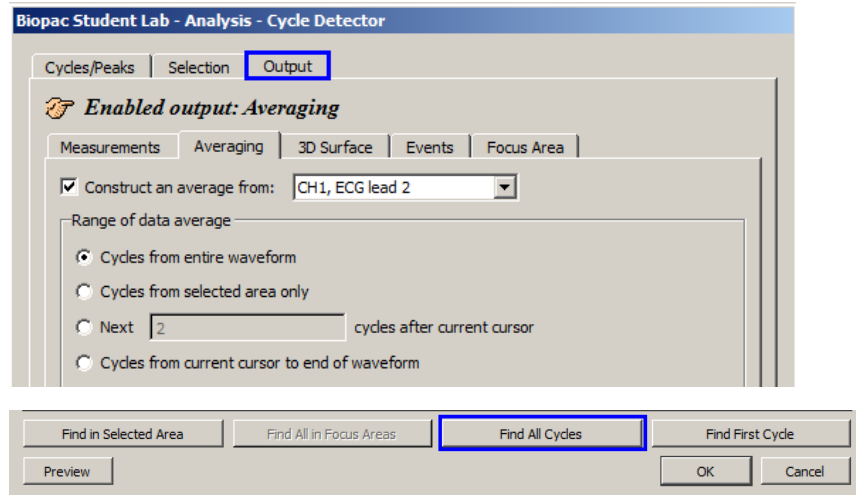 Biopac Student Lab - Analysis - Cycle Detector
Cycles/Peaks Selection Output
Enabled output: Averaging
Measurements Averaging 3D Surface Events Focus Area
Construct an average from: CH1, ECG lead 2
Range of data average
Cycles from entire waveform
Cycles from selected area only
Next 2 cycles after current cursor
Cycles from current cursor to end of waveform
Find in Selected Area Find All in Focus Areas Find All Cycles Find First Cycle
Preview OK Cancel